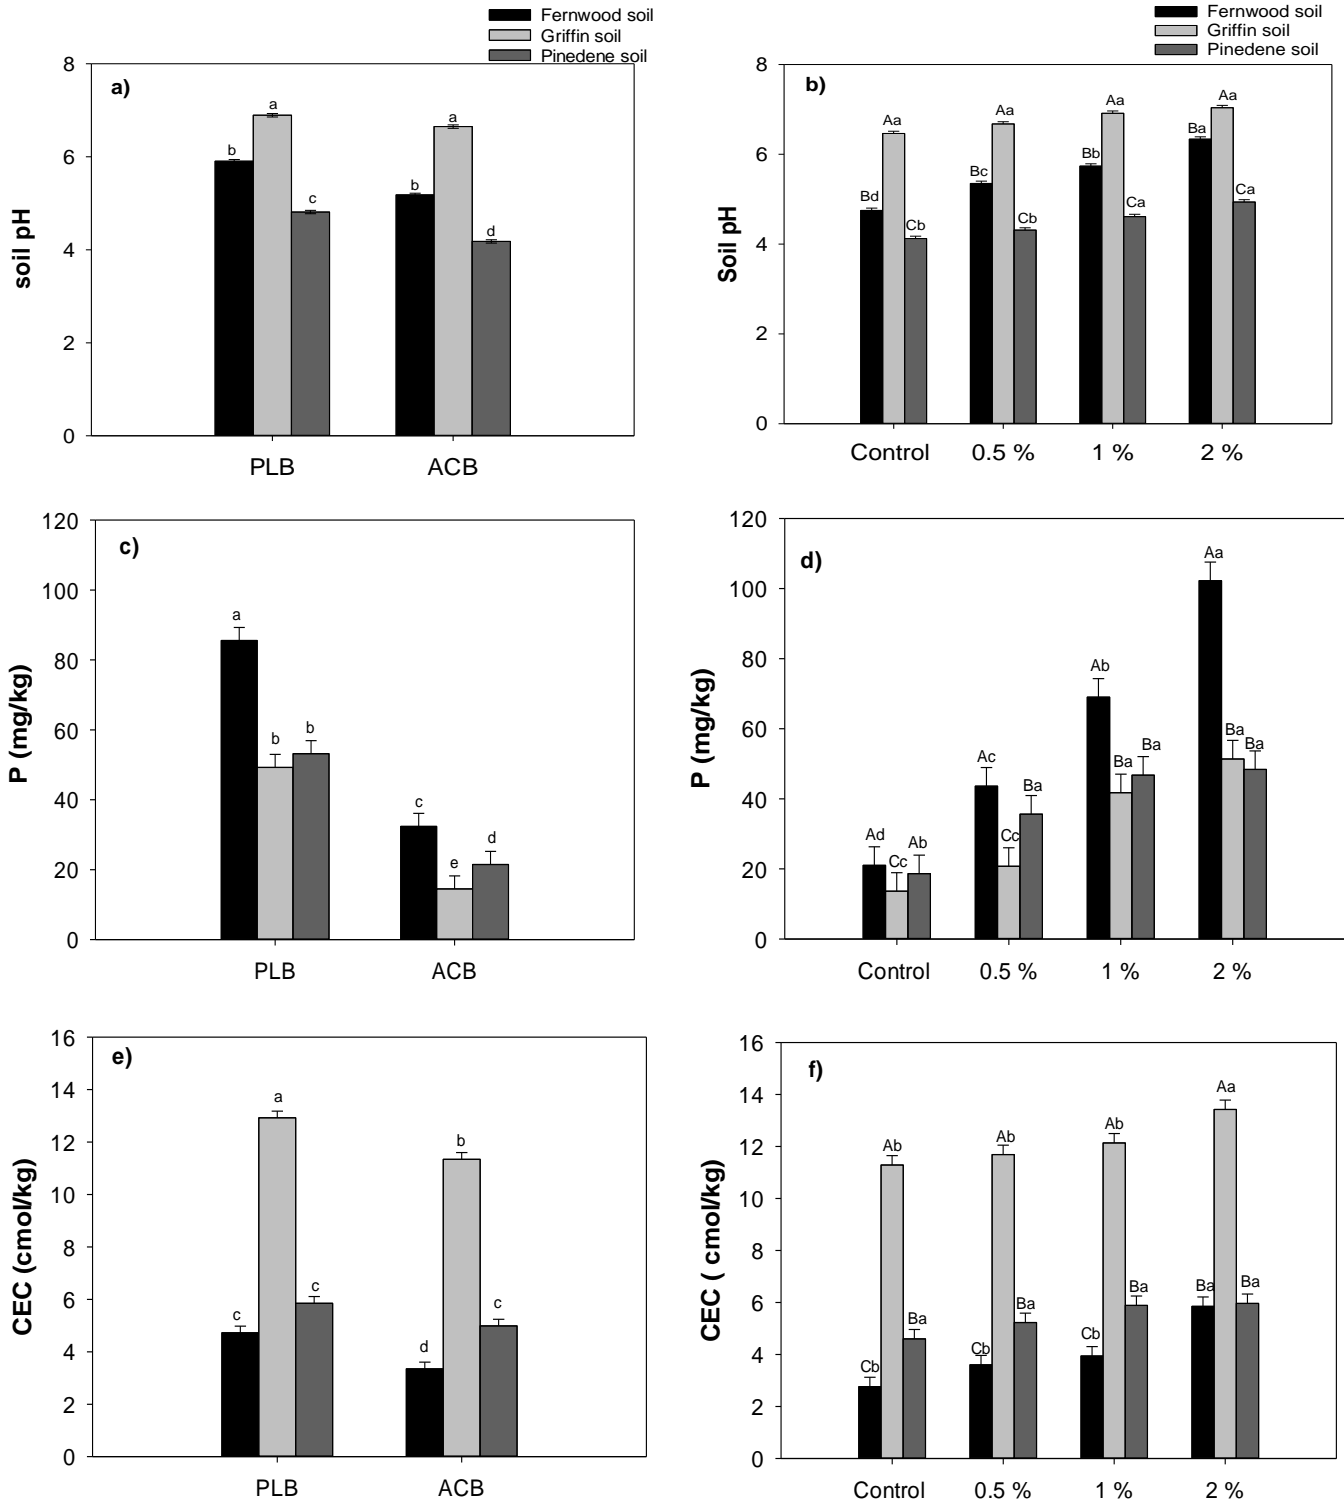 Fernwood soil
Griffin soil
Pinedene soil
a)
8
6
4
2
0
soil pH
b
a
c
b
a
d
PLB ACB
Fernwood soil
Griffin soil
Pinedene soil
b)
8
6
4
2
0
Soil pH
Bd Aa Cb
Bc Aa Cb
Bb Aa Ca
Ba Aa Ca
Control 0.5 % 1 % 2 %
c)
120
100
80
60
40
20
0
P (mg/kg)
a b b
c e d
PLB ACB
d)
120
100
80
60
40
20
0
P (mg/kg)
Ad Cc Ab
Ac Cc Ba
Ab Ba Ba
Aa Ba Ba
Control 0.5 % 1 % 2 %
e)
16
14
12
10
8
6
4
2
0
CEC (cmol/kg)
c a c
d b c
PLB ACB
f)
16
14
12
10
8
6
4
2
0
CEC ( cmol/kg)
Cb Ab Ba
Cb Ab Ba
Cb Ab Ba
Ba Aa Ba
Control 0.5 % 1 % 2 %